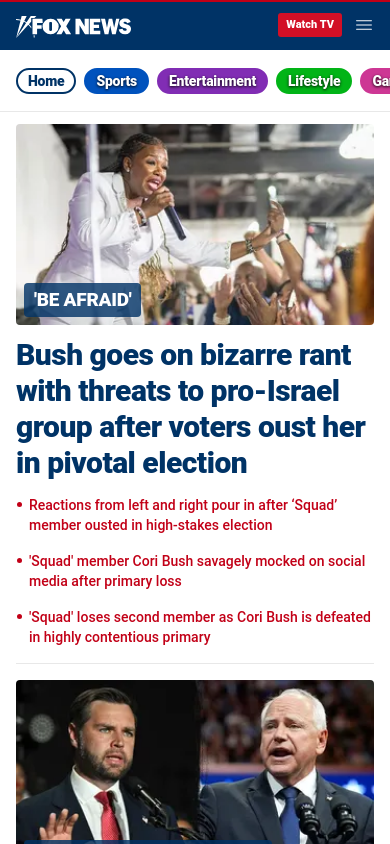 FOX NEWS
Watch TV
Home
Sports
Entertainment
Lifestyle
'BE AFRAID'
Bush goes on bizarre rant
with threats to pro-Israel
group after voters oust her
in pivotal election
Reactions from left and right pour in after ‘Squad’
member ousted in high-stakes election
'Squad' member Cori Bush savagely mocked on social
media after primary loss
'Squad' loses second member as Cori Bush is defeated
in highly contentious primary